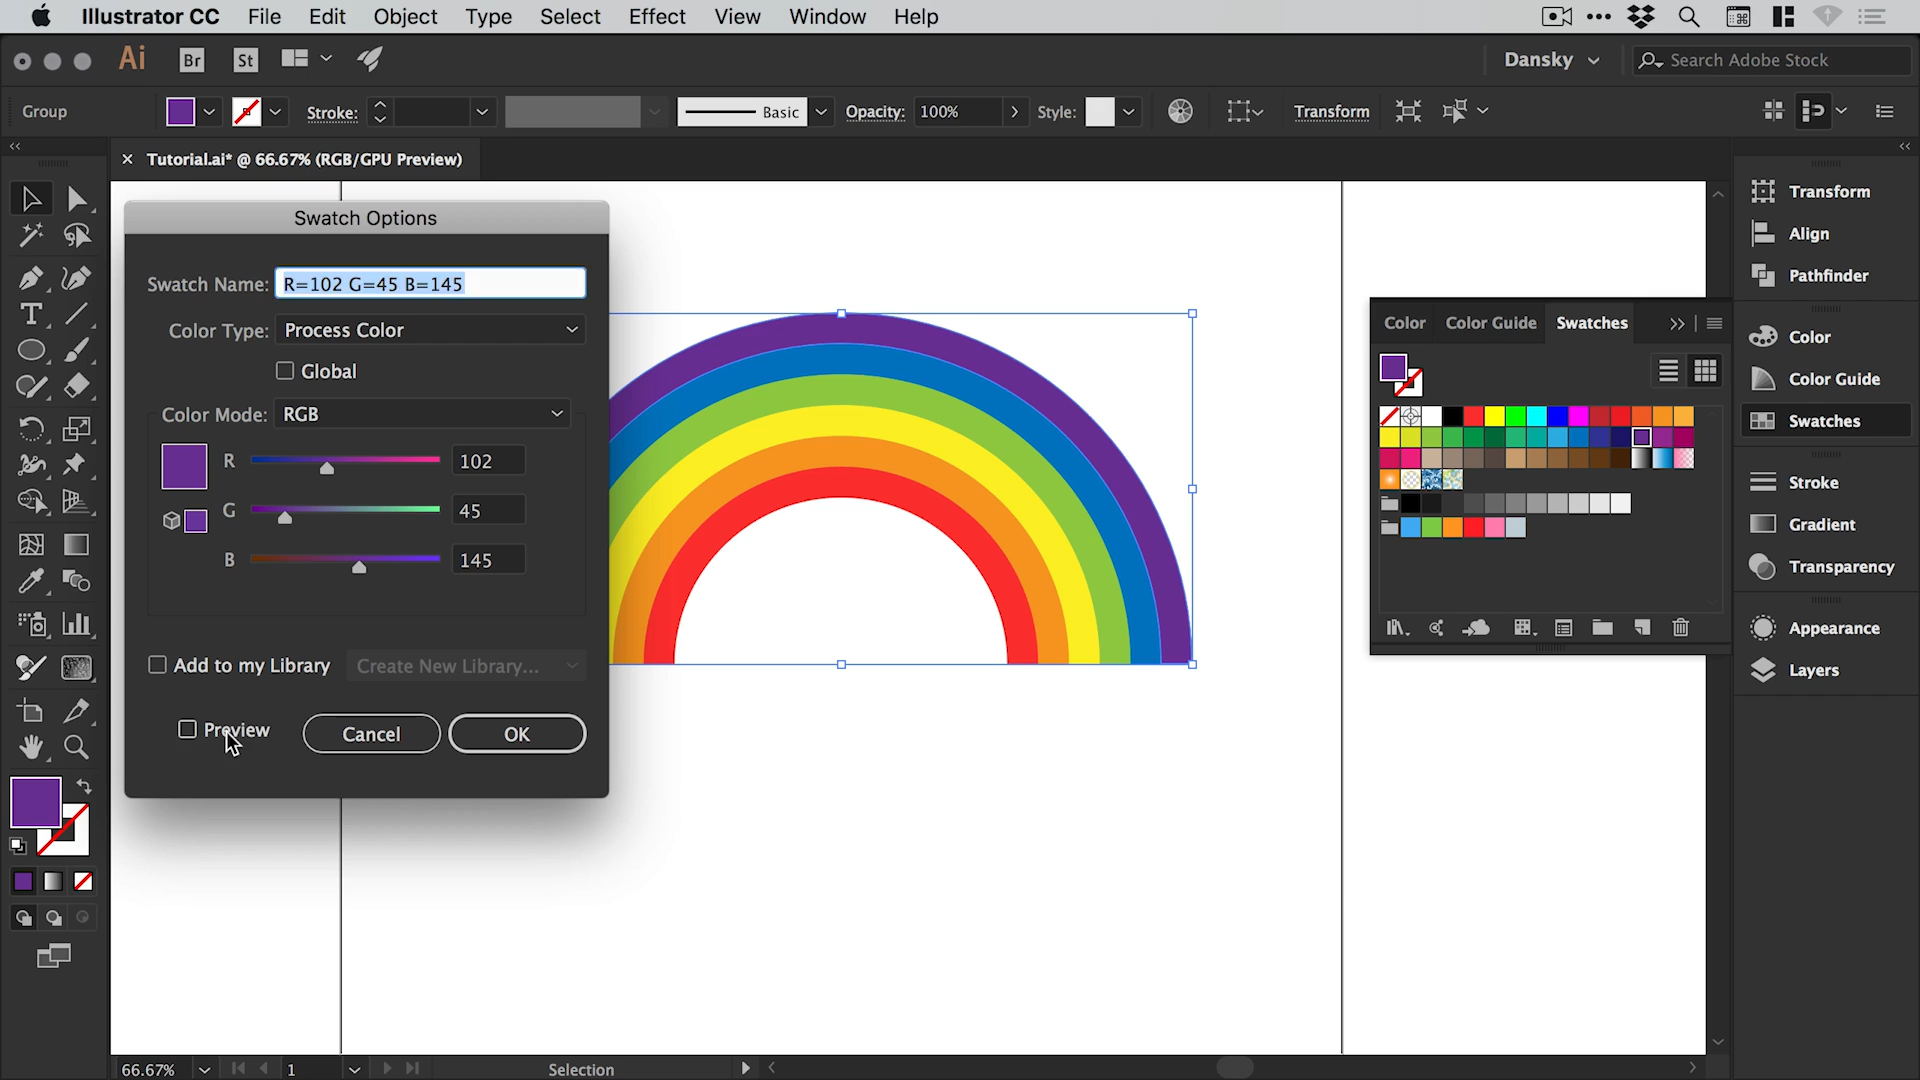 Illustrator CC File Edit Object Type Select Effect View Window Help
Ai Br St Dansky Search Adobe Stock
Group Stroke: Basic Opacity: 100% Style: Transform
Tutorial.ai* @ 66.67% (RGB/GPU Preview)
Swatch Options
Swatch Name: R=102 G=45 B=145
Color Type: Process Color
Global
Color Mode: RGB
R 102
G 45
B 145
Add to my Library Create New Library...
Preview Cancel OK
Color Color Guide Swatches
Transform
Align
Pathfinder
Color
Color Guide
Swatches
Stroke
Gradient
Transparency
Appearance
Layers
66.67% 1 Selection